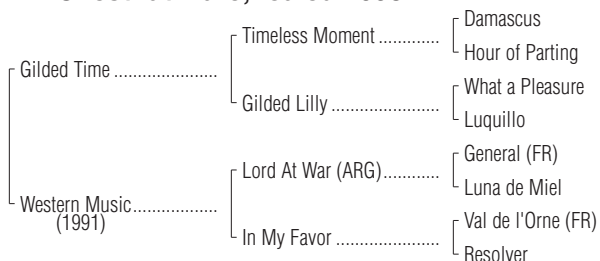 Damascus
Timeless Moment ............
Hour of Parting
Gilded Time ......................
What a Pleasure
Gilded Lilly .......................
Luquillo
General (FR)
Lord At War (ARG)............
Luna de Miel
Western Music..................
(1991)
Val de l'Orne (FR)
In My Favor ......................
Resolver